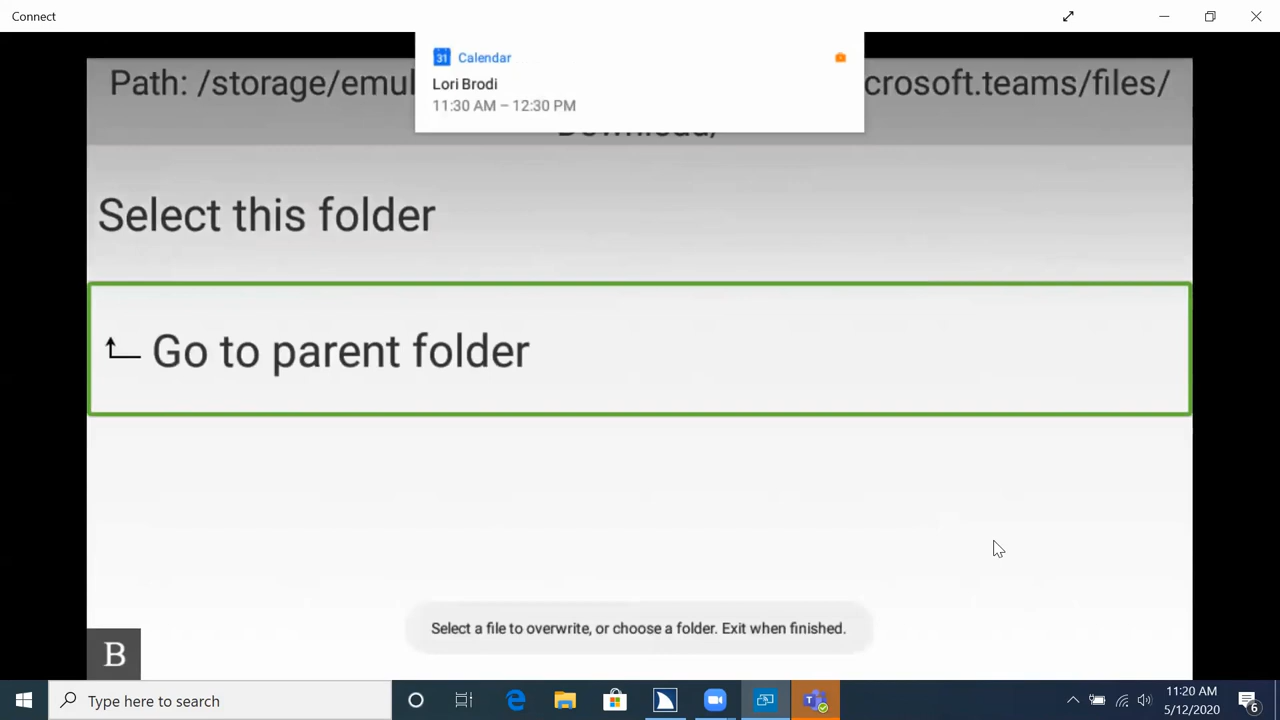 Connect
31 Calendar
Lori Brodi
11:30 AM – 12:30 PM
Path: /storage/emul crosoft.teams/files/
Download/
Select this folder
Go to parent folder
Select a file to overwrite, or choose a folder. Exit when finished.
B
Type here to search
11:20 AM
5/12/2020
6